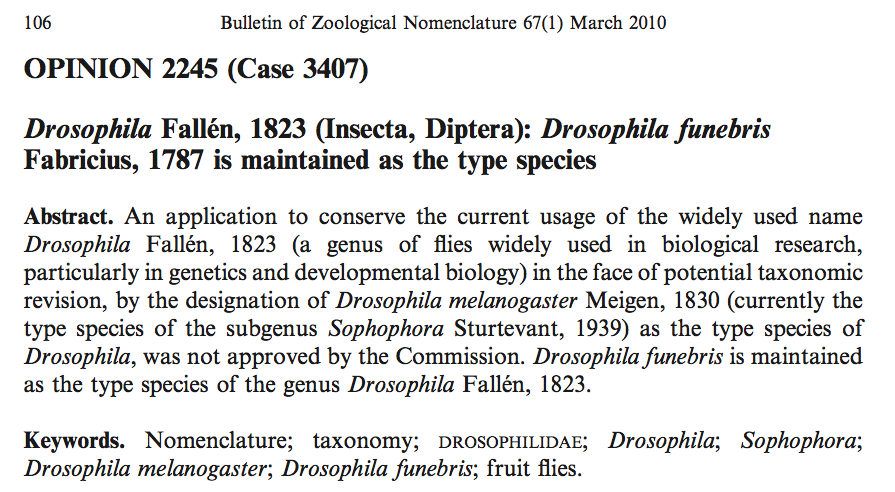 106 Bulletin of Zoological Nomenclature 67(1) March 2010
OPINION 2245 (Case 3407)
Drosophila Fallén, 1823 (Insecta, Diptera): Drosophila funebris
Fabricius, 1787 is maintained as the type species
Abstract. An application to conserve the current usage of the widely used name
Drosophila Fallén, 1823 (a genus of flies widely used in biological research,
particularly in genetics and developmental biology) in the face of potential taxonomic
revision, by the designation of Drosophila melanogaster Meigen, 1830 (currently the
type species of the subgenus Sophophora Sturtevant, 1939) as the type species of
Drosophila, was not approved by the Commission. Drosophila funebris is maintained
as the type species of the genus Drosophila Fallén, 1823.
Keywords. Nomenclature; taxonomy; DROSOPHILIDAE; Drosophila; Sophophora;
Drosophila melanogaster; Drosophila funebris; fruit flies.